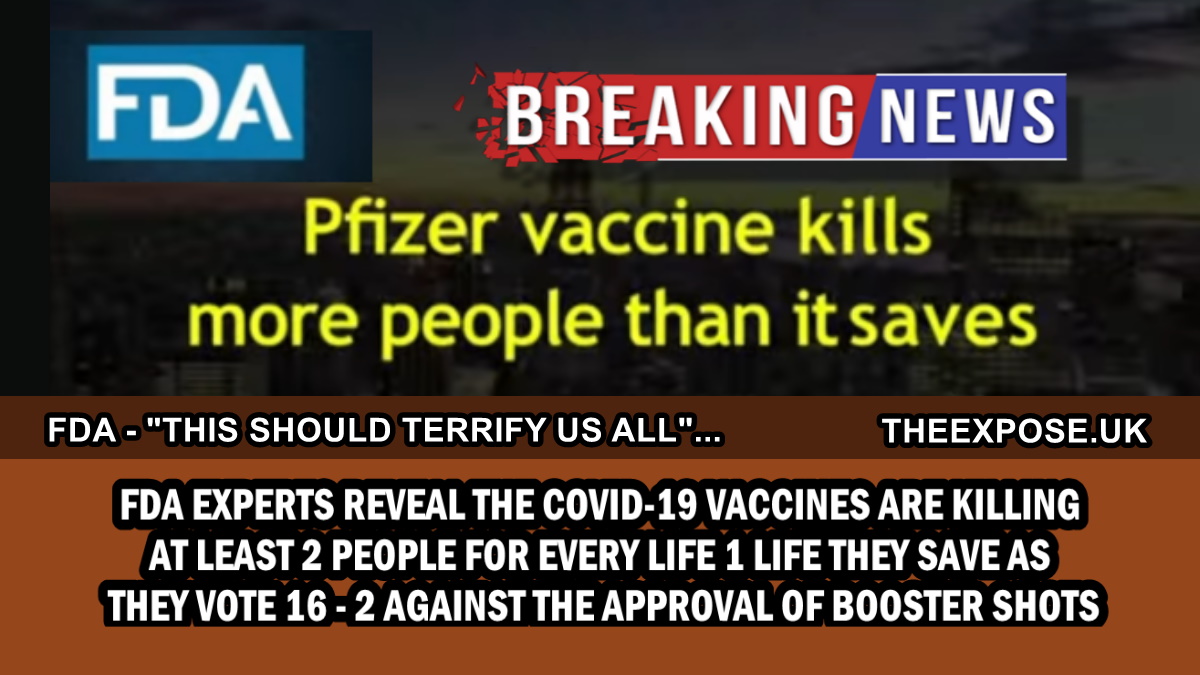 FDA
BREAKING NEWS
Pfizer vaccine kills
more people than it saves
FDA - "THIS SHOULD TERRIFY US ALL"...
THEEXPOSE.UK
FDA EXPERTS REVEAL THE COVID-19 VACCINES ARE KILLING
AT LEAST 2 PEOPLE FOR EVERY LIFE 1 LIFE THEY SAVE AS
THEY VOTE 16 - 2 AGAINST THE APPROVAL OF BOOSTER SHOTS